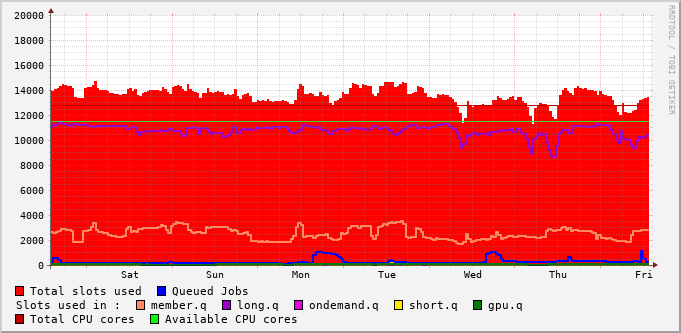 RRDTOOL / TOBI OETIKER
20000
18000
16000
14000
12000
10000
8000
6000
4000
2000
0
Sat Sun Mon Tue Wed Thu Fri
Total slots used Queued Jobs
Slots used in : member.q long.q ondemand.q short.q gpu.q
Total CPU cores Available CPU cores